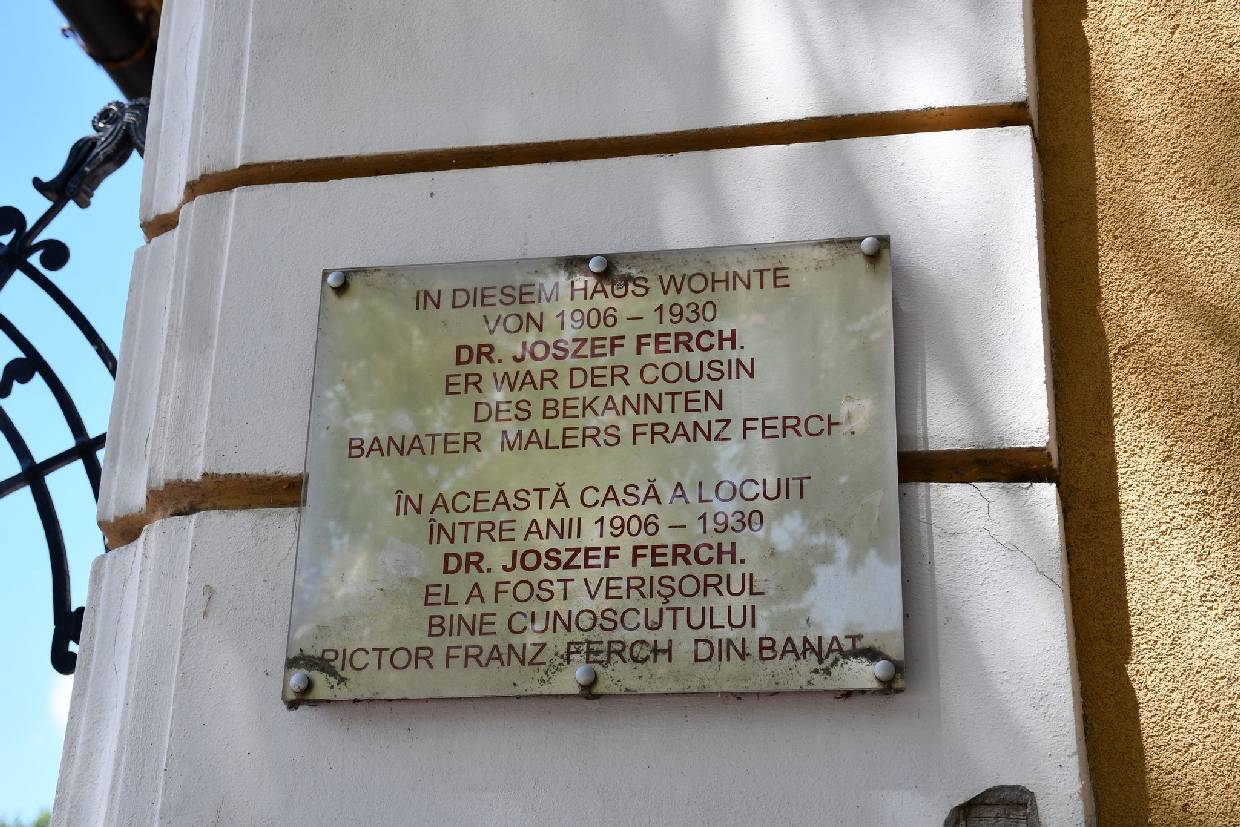 IN DIESEM HAUS WOHNTE
VON 1906 – 1930
DR. JOSZEF FERCH.
ER WAR DER COUSIN
DES BEKANNTEN
BANATER MALERS FRANZ FERCH.
ÎN ACEASTĂ CASĂ A LOCUIT
ÎNTRE ANII 1906 – 1930
DR. JOSZEF FERCH.
EL A FOST VERIŞORUL
BINE CUNOSCUTULUI
PICTOR FRANZ FERCH DIN BANAT.